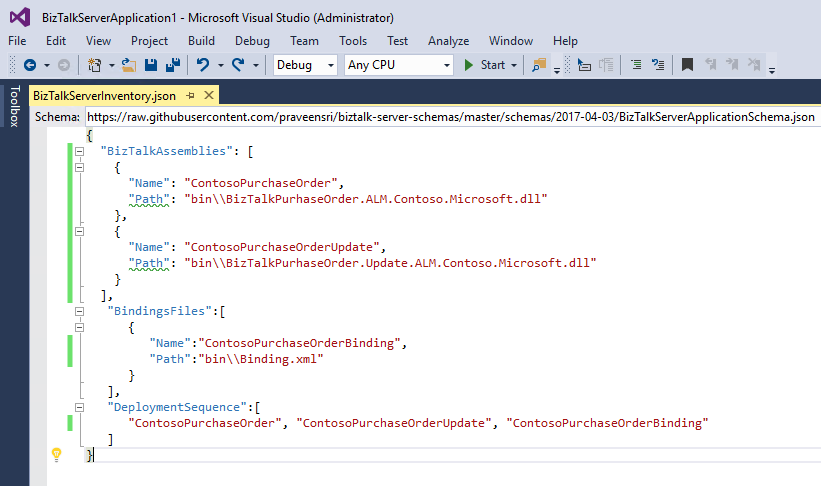 BizTalkServerApplication1 - Microsoft Visual Studio (Administrator)
File Edit View Project Build Debug Team Tools Test Analyze Window Help
Debug Any CPU Start
Toolbox
BizTalkServerInventory.json
Schema: https://raw.githubusercontent.com/praveensri/biztalk-server-schemas/master/schemas/2017-04-03/BizTalkServerApplicationSchema.json
{
"BizTalkAssemblies": [
{
"Name": "ContosoPurchaseOrder",
"Path": "bin\\BizTalkPurhaseOrder.ALM.Contoso.Microsoft.dll"
},
{
"Name": "ContosoPurchaseOrderUpdate",
"Path": "bin\\BizTalkPurhaseOrder.Update.ALM.Contoso.Microsoft.dll"
}
],
"BindingsFiles":[
{
"Name":"ContosoPurchaseOrderBinding",
"Path":"bin\\Binding.xml"
}
],
"DeploymentSequence":[
"ContosoPurchaseOrder", "ContosoPurchaseOrderUpdate", "ContosoPurchaseOrderBinding"
]
}